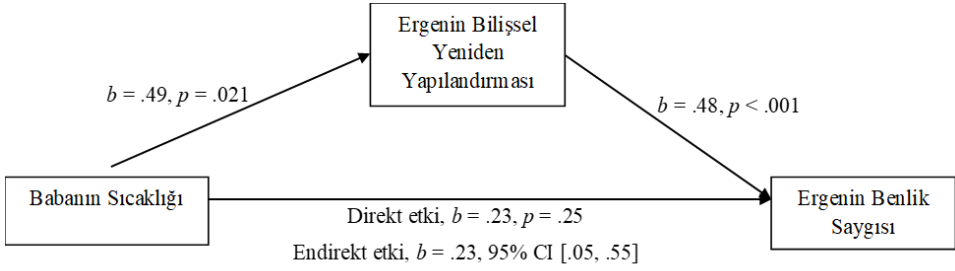 Ergenin Bilişsel
Yeniden
Yapılandırması
b = .49, p = .021
b = .48, p < .001
Babanın Sıcaklığı
Ergenin Benlik
Saygısı
Direkt etki, b = .23, p = .25
Endirekt etki, b = .23, 95% CI [.05, .55]